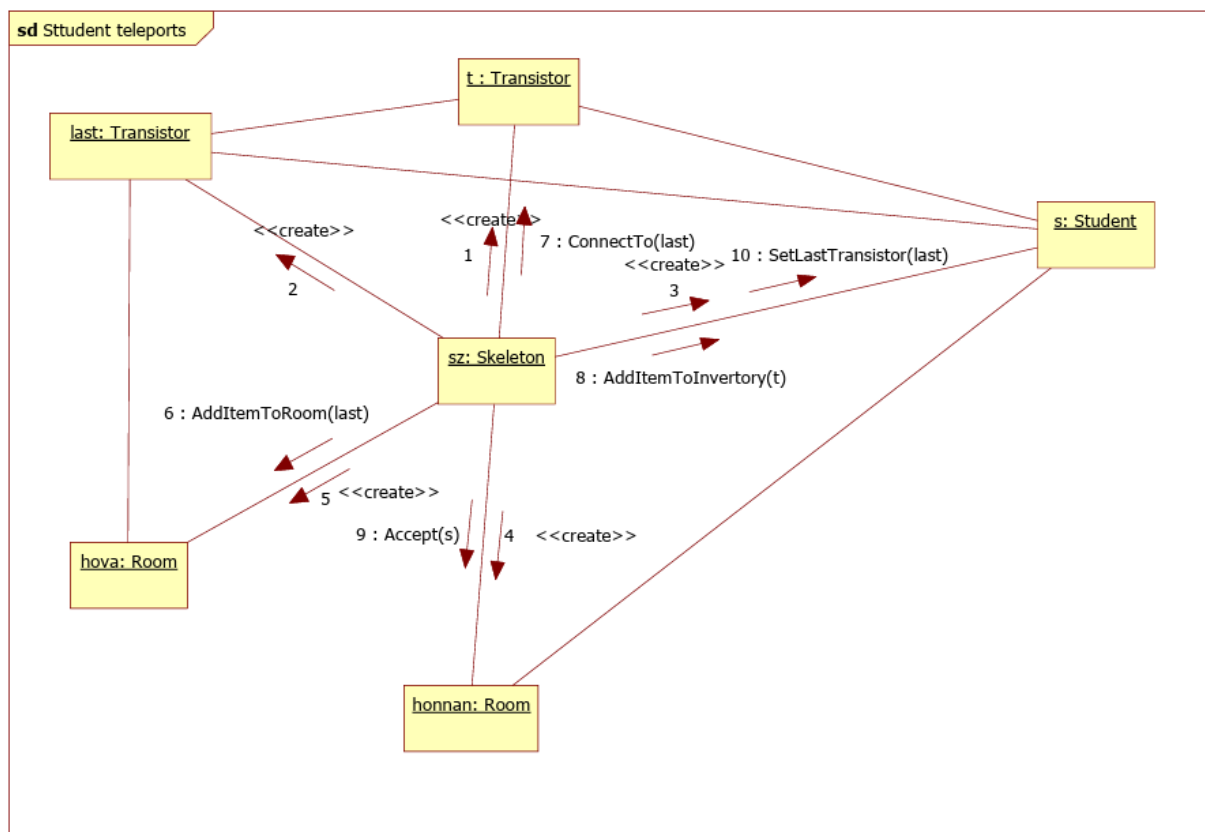 sd Sttudent teleports
t : Transistor
last: Transistor
s: Student
<<create>>
<<create>>
1
7 : ConnectTo(last)
10 : SetLastTransistor(last)
<<create>>
2
3
sz: Skeleton
8 : AddItemToInvertory(t)
6 : AddItemToRoom(last)
5
<<create>>
9 : Accept(s)
4
<<create>>
hova: Room
honnan: Room